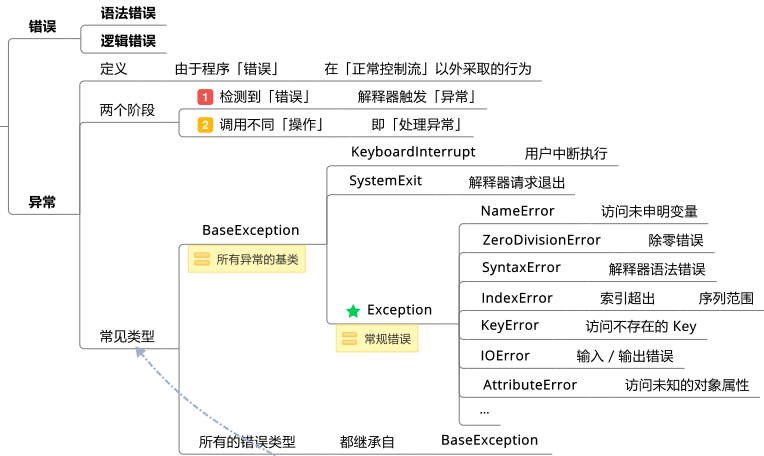 错误
语法错误
逻辑错误
异常
定义 由于程序「错误」 在「正常控制流」以外采取的行为
两个阶段
1 检测到「错误」 解释器触发「异常」
2 调用不同「操作」 即「处理异常」
常见类型
BaseException
所有异常的基类
KeyboardInterrupt 用户中断执行
SystemExit 解释器请求退出
Exception
常规错误
NameError 访问未申明变量
ZeroDivisionError 除零错误
SyntaxError 解释器语法错误
IndexError 索引超出 序列范围
KeyError 访问不存在的 Key
IOError 输入 / 输出错误
AttributeError 访问未知的对象属性
...
所有的错误类型 都继承自 BaseException